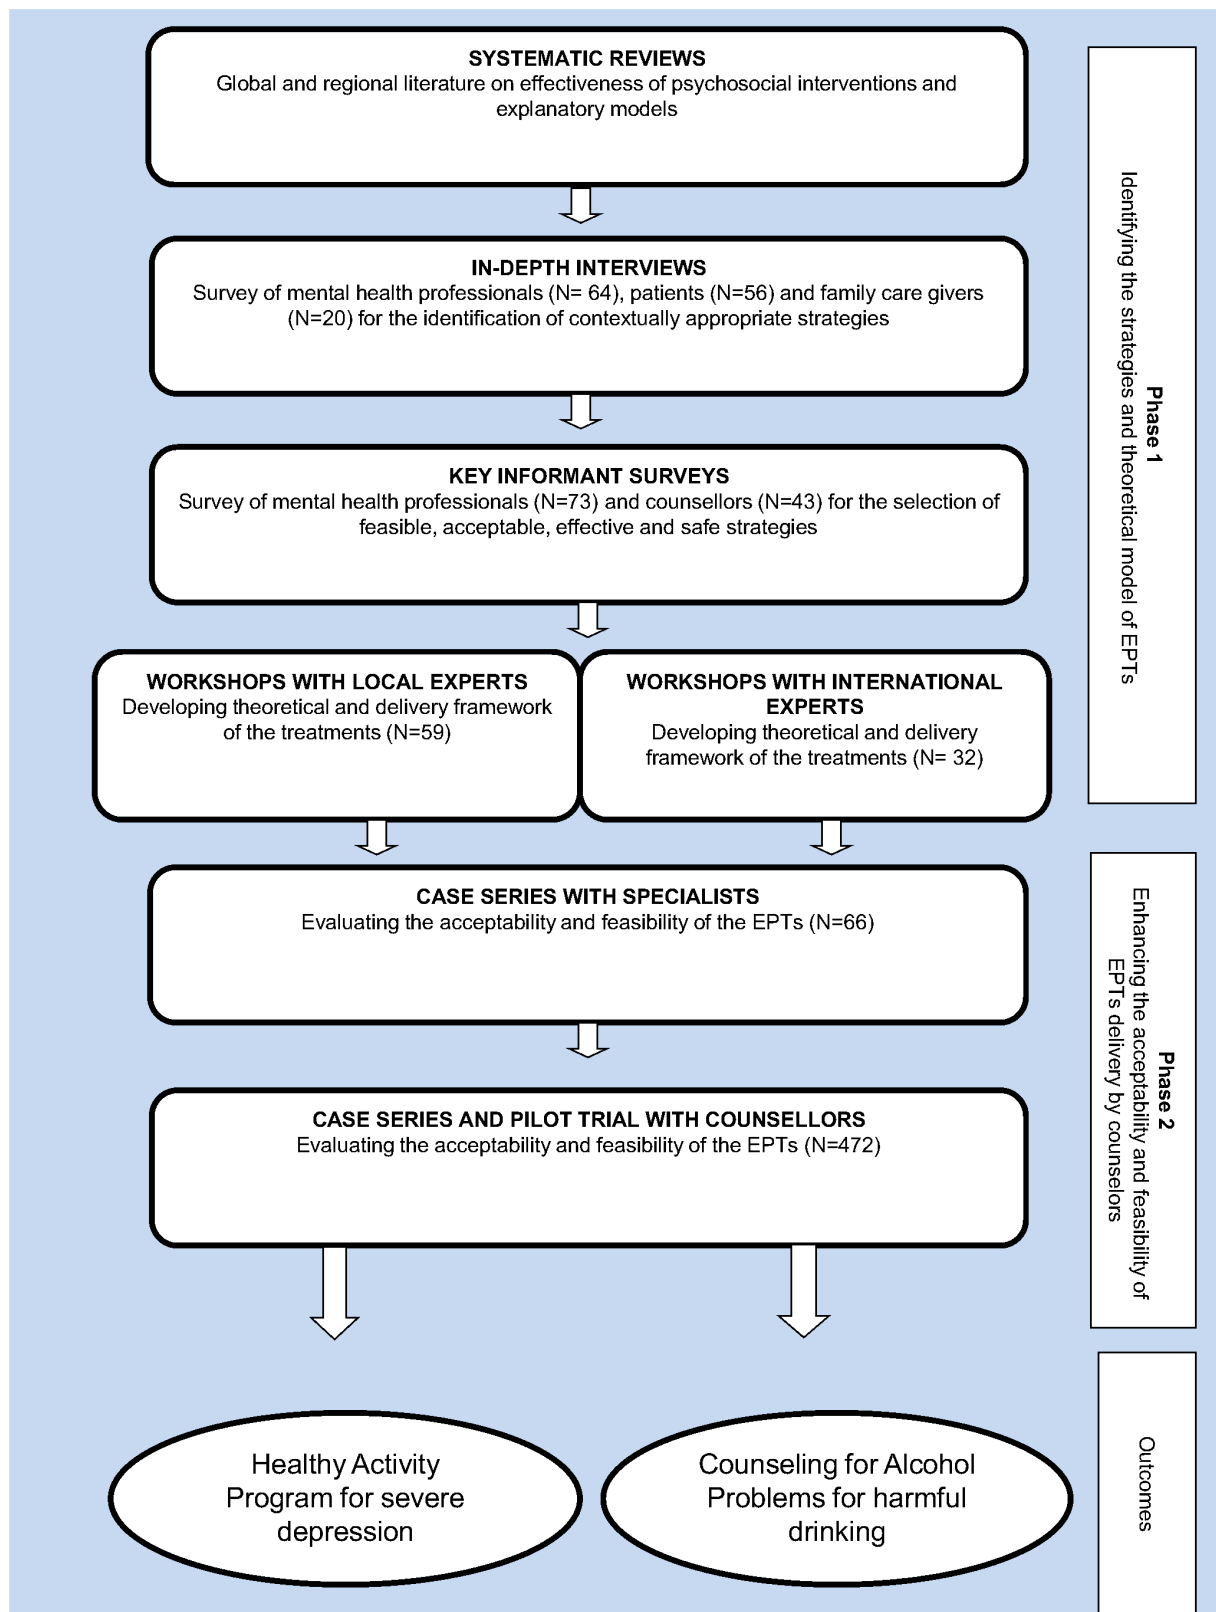 SYSTEMATIC REVIEWS
Global and regional literature on effectiveness of psychosocial interventions and
explanatory models
IN-DEPTH INTERVIEWS
Survey of mental health professionals (N= 64), patients (N=56) and family care givers
(N=20) for the identification of contextually appropriate strategies
KEY INFORMANT SURVEYS
Survey of mental health professionals (N=73) and counsellors (N=43) for the selection of
feasible, acceptable, effective and safe strategies
WORKSHOPS WITH LOCAL EXPERTS
Developing theoretical and delivery framework
of the treatments (N=59)
WORKSHOPS WITH INTERNATIONAL
EXPERTS
Developing theoretical and delivery
framework of the treatments (N= 32)
Phase 1
Identifying the strategies and theoretical model of EPTs
CASE SERIES WITH SPECIALISTS
Evaluating the acceptability and feasibility of the EPTs (N=66)
CASE SERIES AND PILOT TRIAL WITH COUNSELLORS
Evaluating the acceptability and feasibility of the EPTs (N=472)
Phase 2
Enhancing the acceptability and feasibility of
EPTs delivery by counselors
Healthy Activity
Program for severe
depression
Counseling for Alcohol
Problems for harmful
drinking
Outcomes